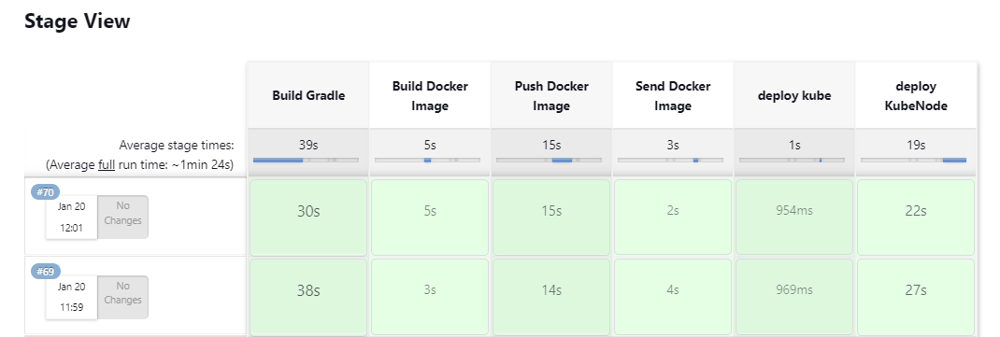 Stage View
Build Gradle
Build Docker
Image
Push Docker
Image
Send Docker
Image
deploy kube
deploy
KubeNode
Average stage times:
(Average full run time: ~1min 24s)
39s
5s
15s
3s
1s
19s
#70
Jan 20
12:01
No
Changes
30s
5s
15s
2s
954ms
22s
#69
Jan 20
11:59
No
Changes
38s
3s
14s
4s
969ms
27s